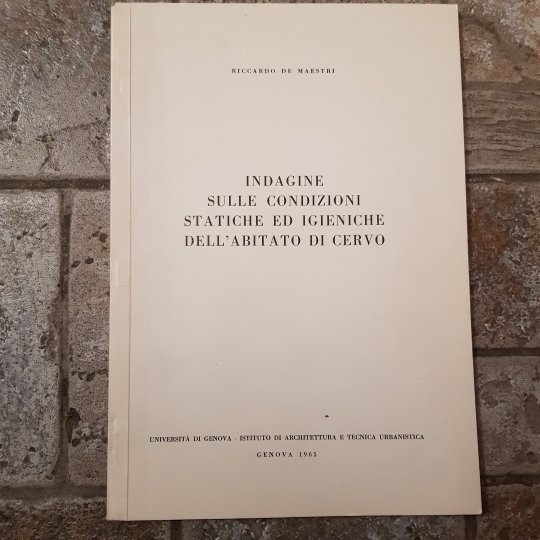 RICCARDO DE MAESTRI
INDAGINE
SULLE CONDIZIONI
STATICHE ED IGIENICHE
DELL'ABITATO DI CERVO
UNIVERSITÀ DI GENOVA - ISTITUTO DI ARCHITETTURA E TECNICA URBANISTICA
GENOVA 1965